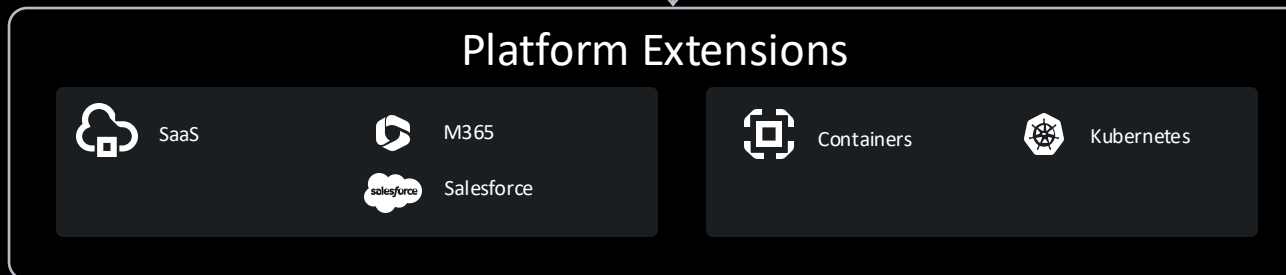 Platform Extensions
SaaS
M365
salesforce
Salesforce
Containers
Kubernetes